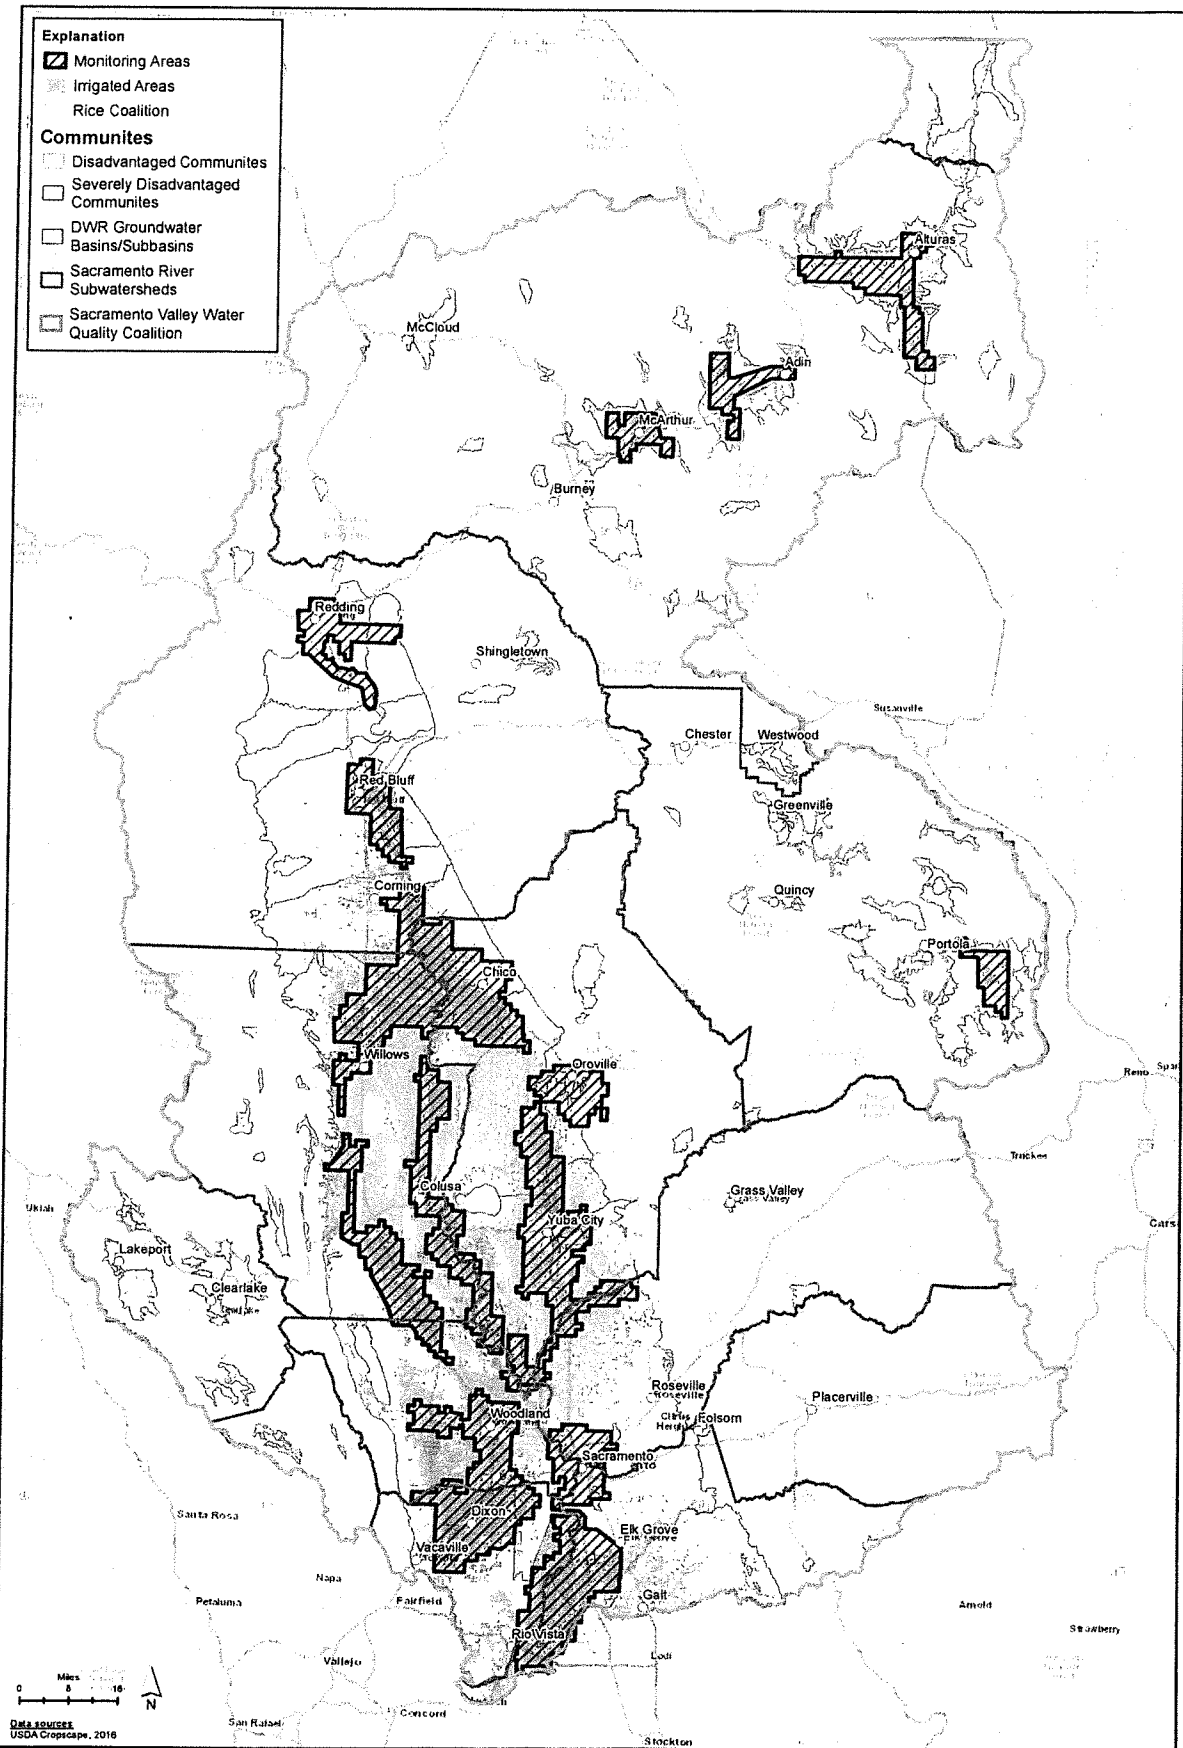 Explanation
Monitoring Areas
Irrigated Areas
Rice Coalition
Communites
Disadvantaged Communites
Severely Disadvantaged
Communites
DWR Groundwater
Basins/Subbasins
Sacramento River
Subwatersheds
Sacramento Valley Water
Quality Coalition
Alturas
McCloud
Adin
McArthur
Burney
Redding
Shingletown
Susanville
Chester
Westwood
Red Bluff
Greenville
Corning
Quincy
Portola
Chico
Willows
Oroville
Reno
Truckee
Colusa
Grass Valley
Ukiah
Yuba City
Lakeport
Clearlake
Roseville
Roseville
Placerville
Woodland
Citrus
Heights
Folsom
Sacramento
Dixon
Santa Rosa
Elk Grove
Vacaville
Napa
Petaluma
Fairfield
Galt
Arnold
Strawberry
Rio Vista
Lodi
Vallejo
Miles
0 8 16
N
Concord
San Rafael
Data sources
USDA Cropscape, 2016
Stockton